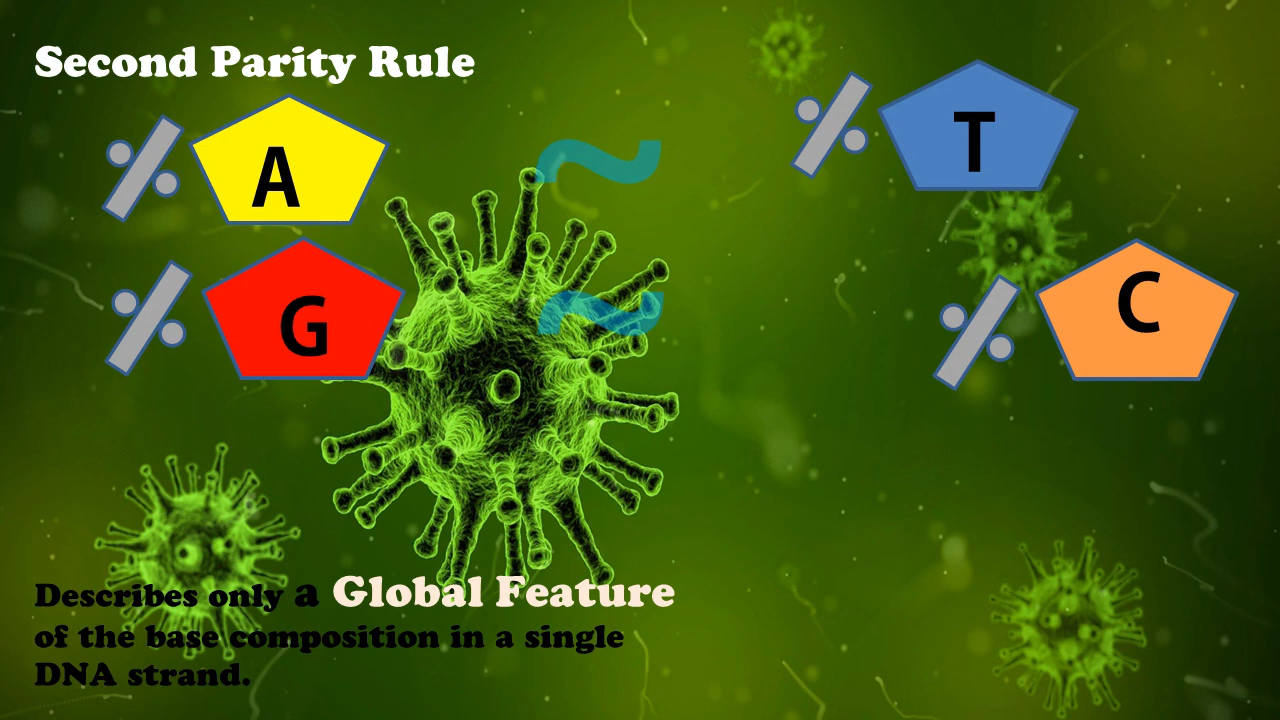 Second Parity Rule
% A ~ % T
% G ~ % C
Describes only a Global Feature
of the base composition in a single
DNA strand.